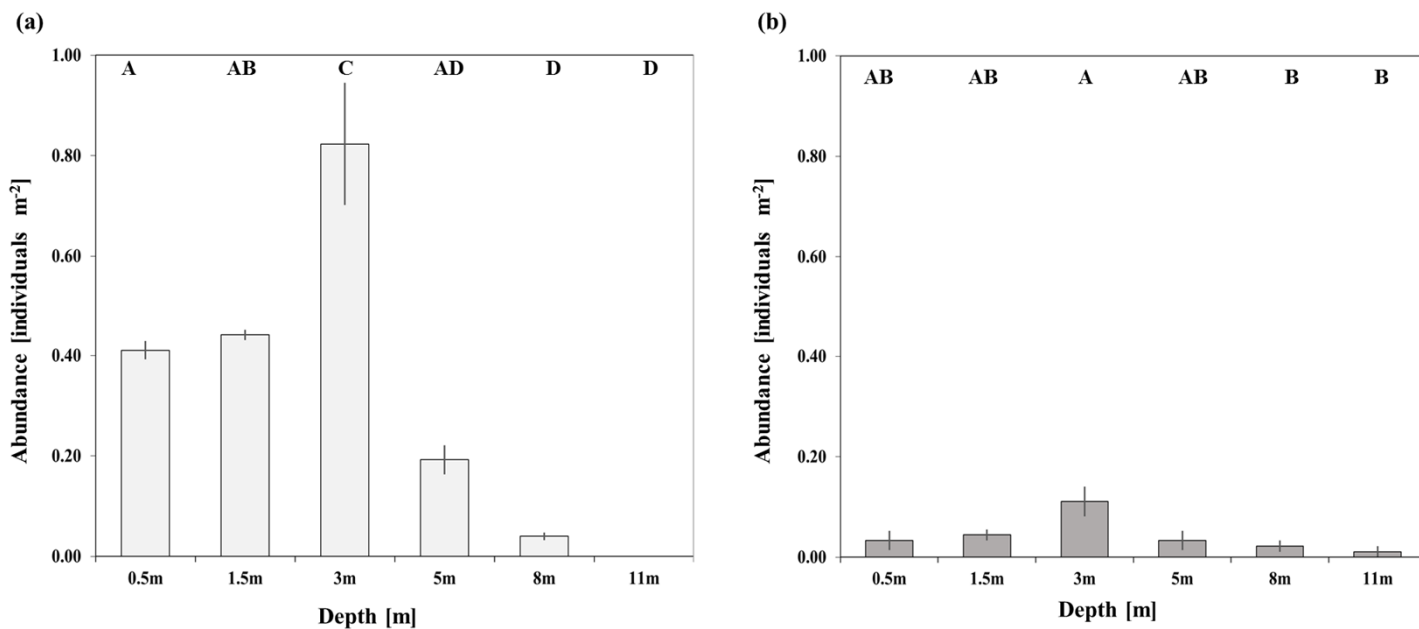 (a)
1.00
0.80
0.60
0.40
0.20
0.00
Abundance [individuals m-2]
A AB C AD D D
0.5m 1.5m 3m 5m 8m 11m
Depth [m]
(b)
1.00
0.80
0.60
0.40
0.20
0.00
Abundance [individuals m-2]
AB AB A AB B B
0.5m 1.5m 3m 5m 8m 11m
Depth [m]